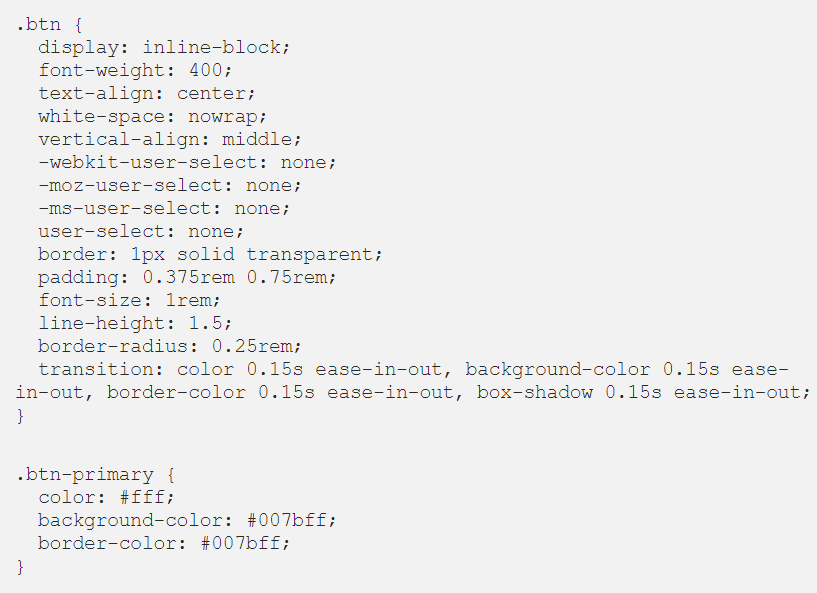 .btn {
  display: inline-block;
  font-weight: 400;
  text-align: center;
  white-space: nowrap;
  vertical-align: middle;
  -webkit-user-select: none;
  -moz-user-select: none;
  -ms-user-select: none;
  user-select: none;
  border: 1px solid transparent;
  padding: 0.375rem 0.75rem;
  font-size: 1rem;
  line-height: 1.5;
  border-radius: 0.25rem;
  transition: color 0.15s ease-in-out, background-color 0.15s ease-
in-out, border-color 0.15s ease-in-out, box-shadow 0.15s ease-in-out;
}

.btn-primary {
  color: #fff;
  background-color: #007bff;
  border-color: #007bff;
}